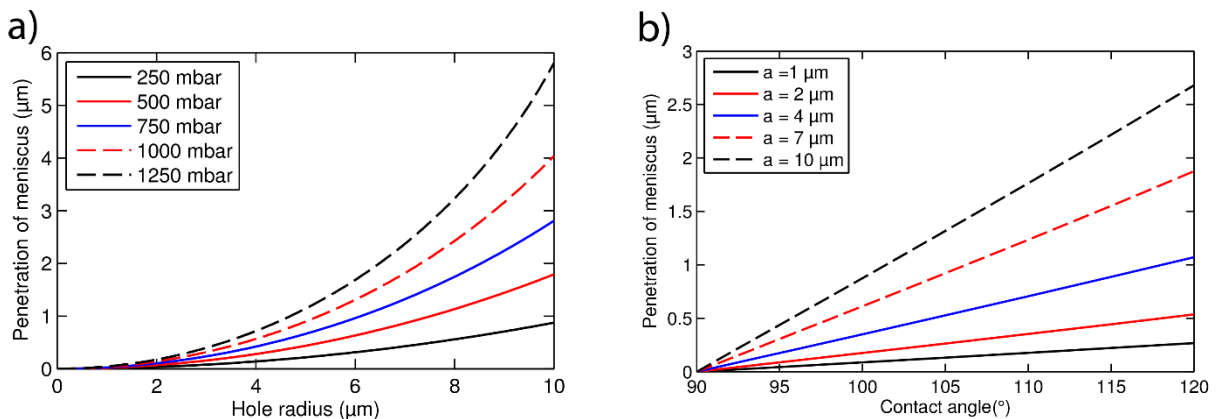 a)
Penetration of meniscus (μm)
6
5
4
3
2
1
0
250 mbar
500 mbar
750 mbar
1000 mbar
1250 mbar
0 2 4 6 8 10
Hole radius (μm)
b)
Penetration of meniscus (μm)
3
2.5
2
1.5
1
0.5
0
a =1 μm
a = 2 μm
a = 4 μm
a = 7 μm
a = 10 μm
90 95 100 105 110 115 120
Contact angle(°)